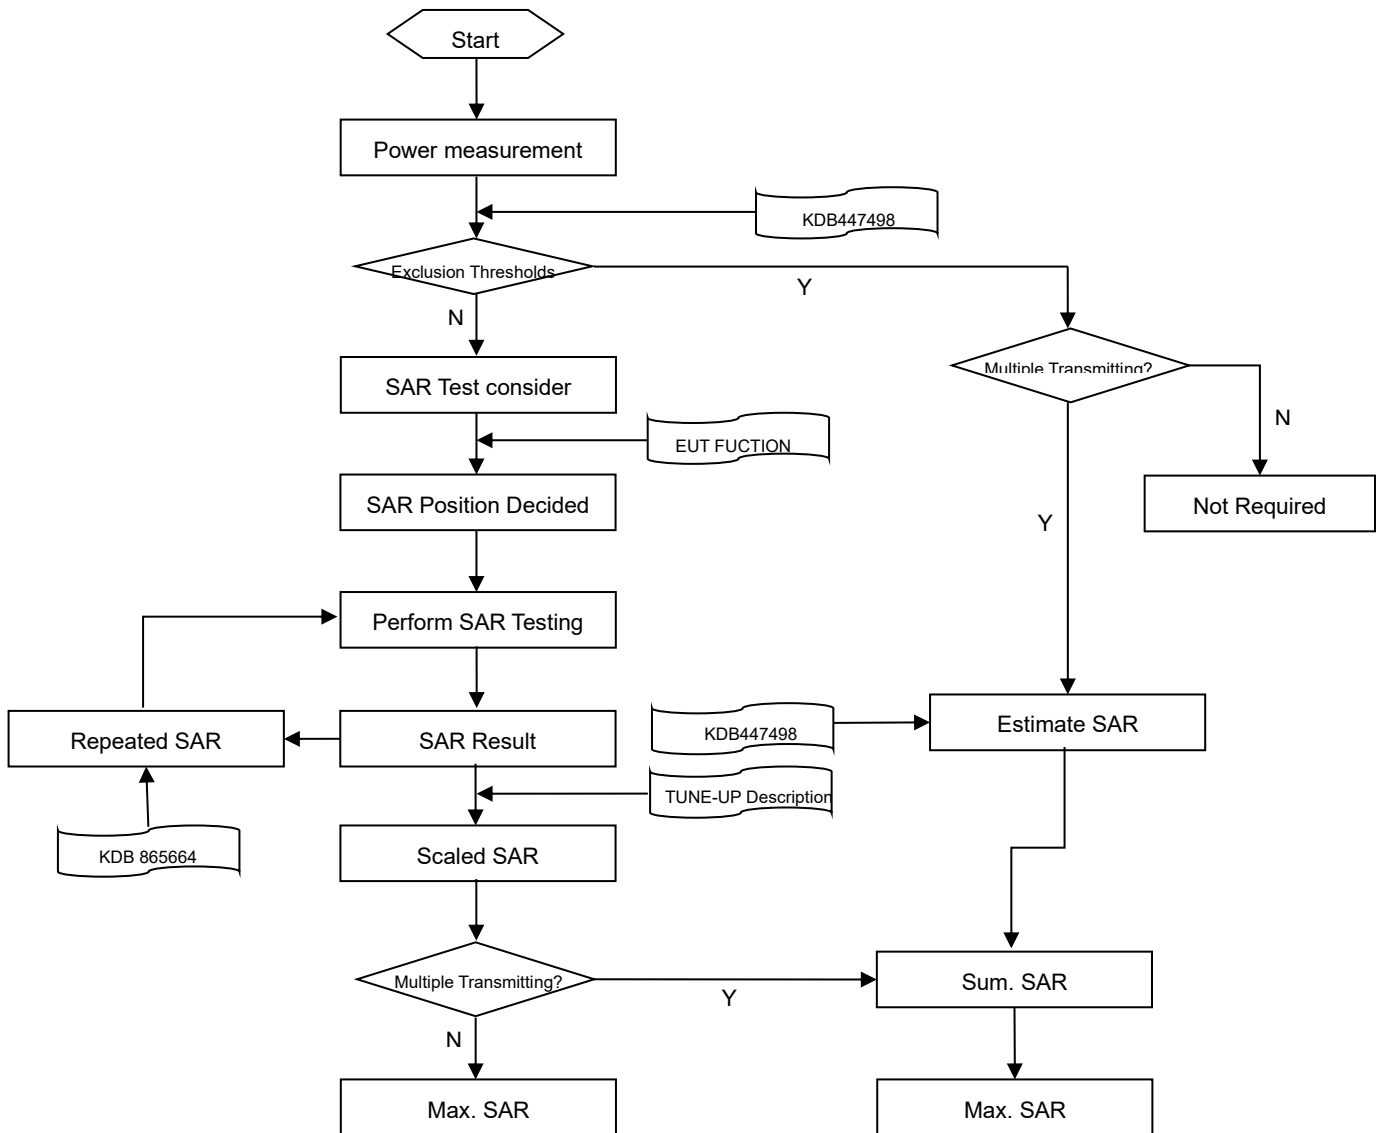 Start
Power measurement
KDB447498
Exclusion Thresholds
Y
N
Multiple Transmitting?
SAR Test consider
N
EUT FUCTION
SAR Position Decided
Not Required
Y
Perform SAR Testing
Repeated SAR
SAR Result
KDB447498
Estimate SAR
TUNE-UP Description
KDB 865664
Scaled SAR
Multiple Transmitting?
Y
Sum. SAR
N
Max. SAR
Max. SAR